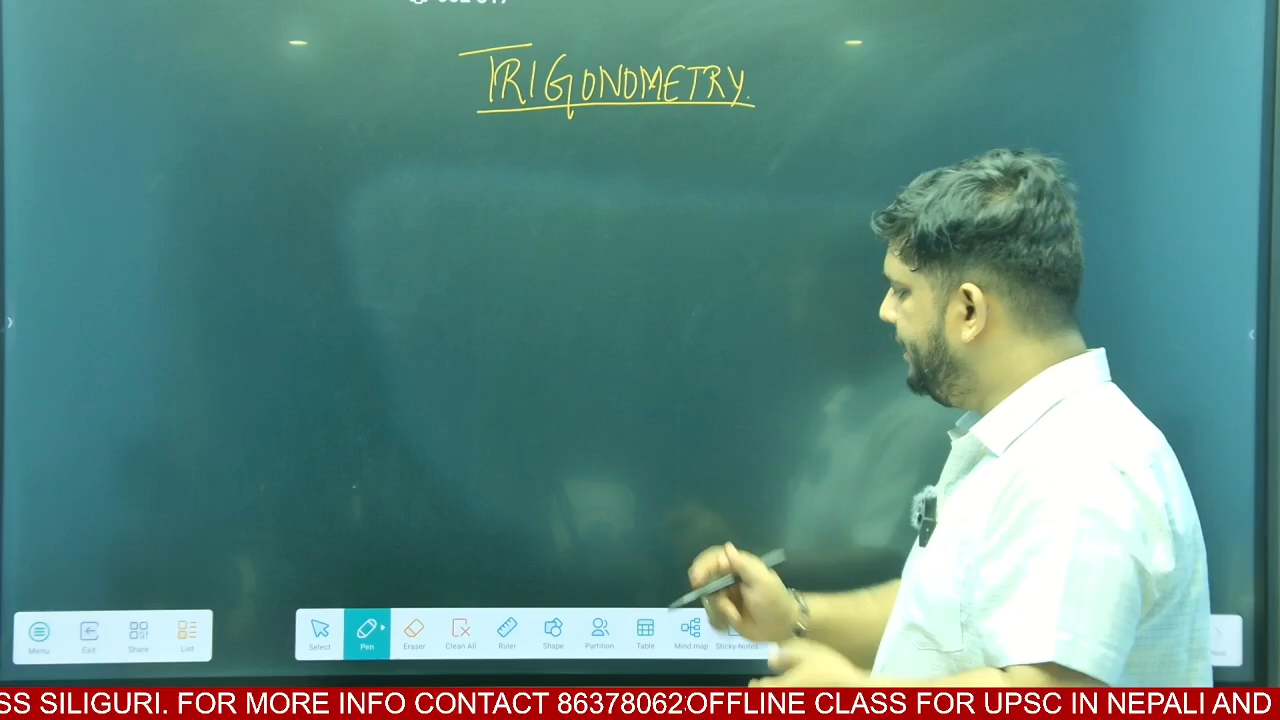 TRIGONOMETRY.
Menu Exit Share List Select Pen Eraser Clean All Ruler Shape Partition Table Mind map Sticky-Notes
SS SILIGURI. FOR MORE INFO CONTACT 86378062 OFFLINE CLASS FOR UPSC IN NEPALI AND